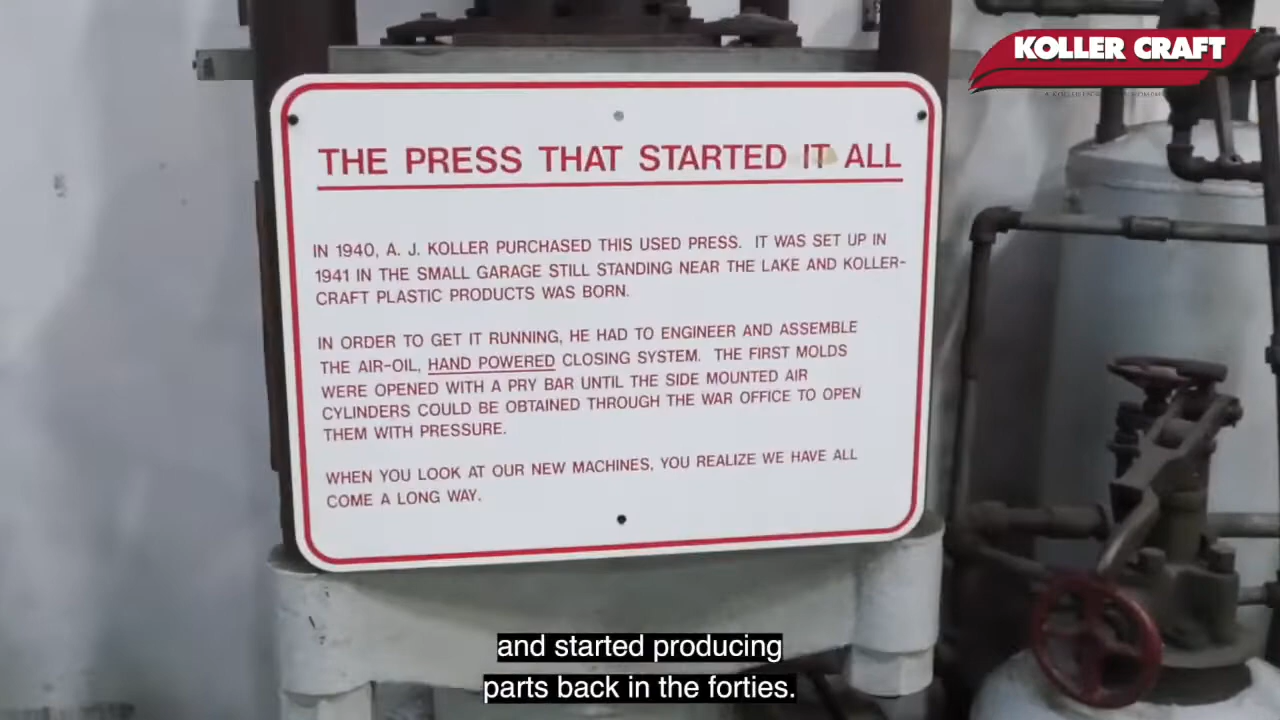 KOLLER CRAFT
THE PRESS THAT STARTED IT ALL
IN 1940, A. J. KOLLER PURCHASED THIS USED PRESS. IT WAS SET UP IN
1941 IN THE SMALL GARAGE STILL STANDING NEAR THE LAKE AND KOLLER-
CRAFT PLASTIC PRODUCTS WAS BORN.
IN ORDER TO GET IT RUNNING, HE HAD TO ENGINEER AND ASSEMBLE
THE AIR-OIL, HAND POWERED CLOSING SYSTEM. THE FIRST MOLDS
WERE OPENED WITH A PRY BAR UNTIL THE SIDE MOUNTED AIR
CYLINDERS COULD BE OBTAINED THROUGH THE WAR OFFICE TO OPEN
THEM WITH PRESSURE.
WHEN YOU LOOK AT OUR NEW MACHINES, YOU REALIZE WE HAVE ALL
COME A LONG WAY.
and started producing
parts back in the forties.